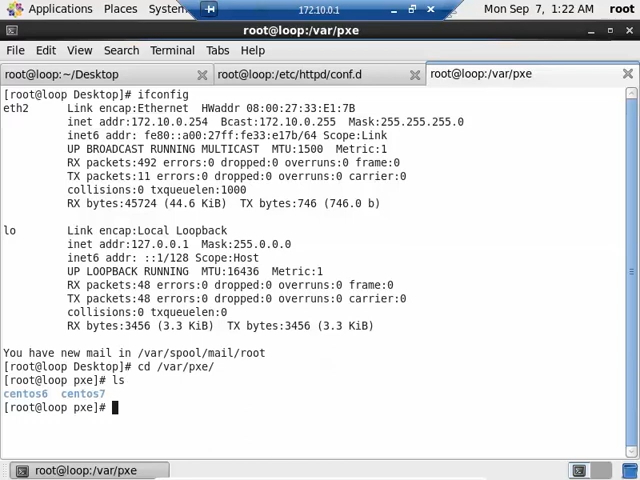 Applications Places System 172.10.0.1 Mon Sep 7, 1:22 AM root
root@loop:/var/pxe
File Edit View Search Terminal Tabs Help
root@loop:~/Desktop root@loop:/etc/httpd/conf.d root@loop:/var/pxe
[root@loop Desktop]# ifconfig
eth2 Link encap:Ethernet HWaddr 08:00:27:33:E1:7B
inet addr:172.10.0.254 Bcast:172.10.0.255 Mask:255.255.255.0
inet6 addr: fe80::a00:27ff:fe33:e17b/64 Scope:Link
UP BROADCAST RUNNING MULTICAST MTU:1500 Metric:1
RX packets:492 errors:0 dropped:0 overruns:0 frame:0
TX packets:11 errors:0 dropped:0 overruns:0 carrier:0
collisions:0 txqueuelen:1000
RX bytes:45724 (44.6 KiB) TX bytes:746 (746.0 b)
lo Link encap:Local Loopback
inet addr:127.0.0.1 Mask:255.0.0.0
inet6 addr: ::1/128 Scope:Host
UP LOOPBACK RUNNING MTU:16436 Metric:1
RX packets:48 errors:0 dropped:0 overruns:0 frame:0
TX packets:48 errors:0 dropped:0 overruns:0 carrier:0
collisions:0 txqueuelen:0
RX bytes:3456 (3.3 KiB) TX bytes:3456 (3.3 KiB)
You have new mail in /var/spool/mail/root
[root@loop Desktop]# cd /var/pxe/
[root@loop pxe]# ls
centos6 centos7
[root@loop pxe]#
root@loop:/var/pxe